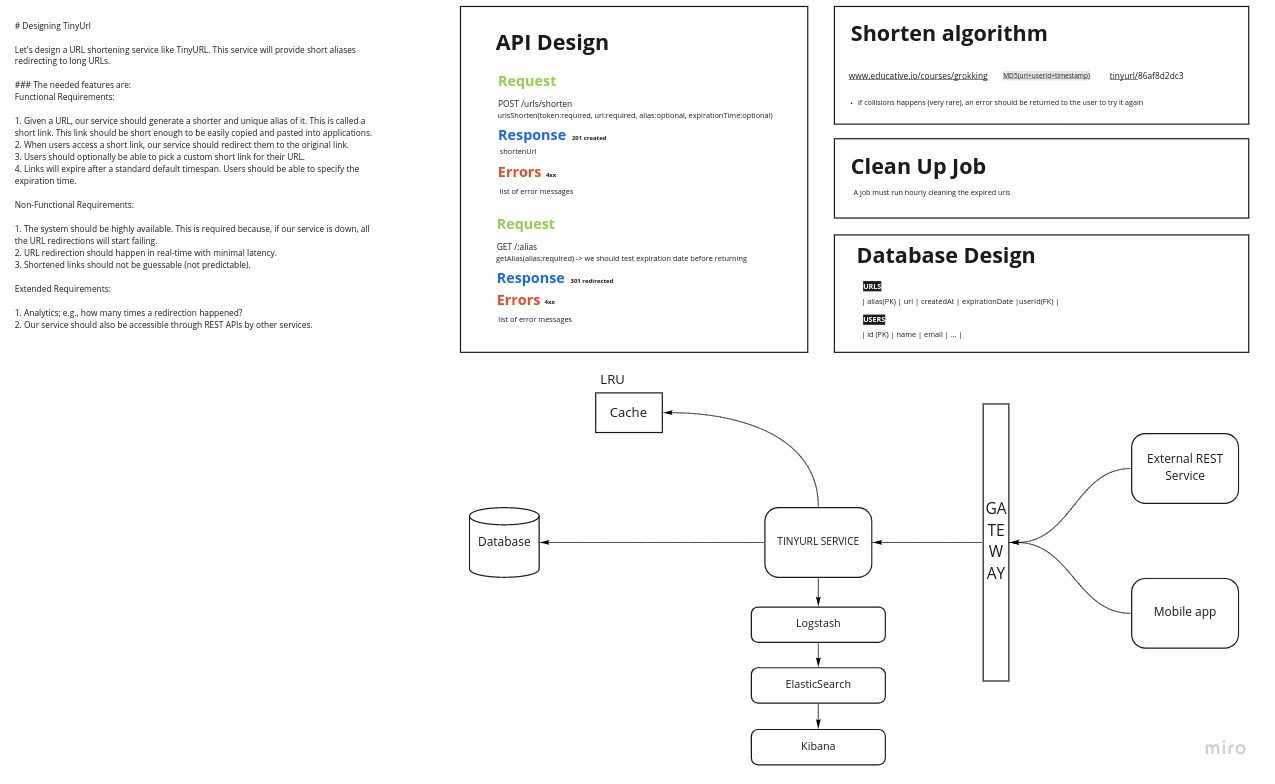 # Designing TinyUrl
Let's design a URL shortening service like TinyURL. This service will provide short aliases
redirecting to long URLs.
### The needed features are:
Functional Requirements:
1. Given a URL, our service should generate a shorter and unique alias of it. This is called a
short link. This link should be short enough to be easily copied and pasted into applications.
2. When users access a short link, our service should redirect them to the original link.
3. Users should optionally be able to pick a custom short link for their URL.
4. Links will expire after a standard default timespan. Users should be able to specify the
expiration time.
Non-Functional Requirements:
1. The system should be highly available. This is required because, if our service is down, all
the URL redirections will start failing.
2. URL redirection should happen in real-time with minimal latency.
3. Shortened links should not be guessable (not predictable).
Extended Requirements:
1. Analytics; e.g., how many times a redirection happened?
2. Our service should also be accessible through REST APIs by other services.
API Design
Request
POST /urls/shorten
urlsShorten(token:required, url:required, alias:optional, expirationTime:optional)
Response 201 created
shortenUrl
Errors 4xx
list of error messages
Request
GET /:alias
getAlias(alias:required) -> we should test expiration date before returning
Response 301 redirected
Errors 4xx
list of error messages
Shorten algorithm
www.educative.io/courses/grokking MD5(url+userId+timestamp) tinyurl/86af8d2dc3
• if collisions happens (very rare), an error should be returned to the user to try it again
Clean Up Job
A job must run hourly cleaning the expired urls
Database Design
URLS
| alias(PK) | url | createdAt | expirationDate |userId(FK) |
USERS
| id (PK) | name | email | ... |
LRU
Cache
Database
TINYURL SERVICE
Logstash
ElasticSearch
Kibana
GA
TE
W
AY
External REST
Service
Mobile app
miro